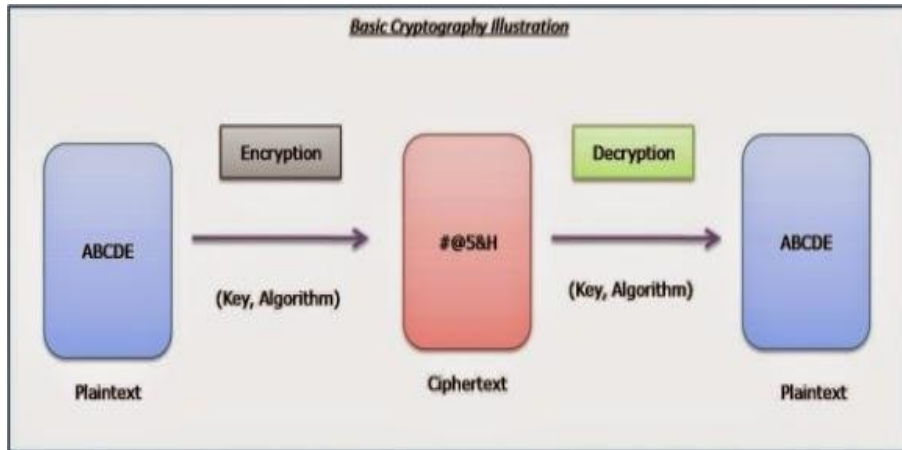 Basic Cryptography Illustration
Encryption
Decryption
ABCDE
#@5&H
ABCDE
(Key, Algorithm)
(Key, Algorithm)
Plaintext
Ciphertext
Plaintext